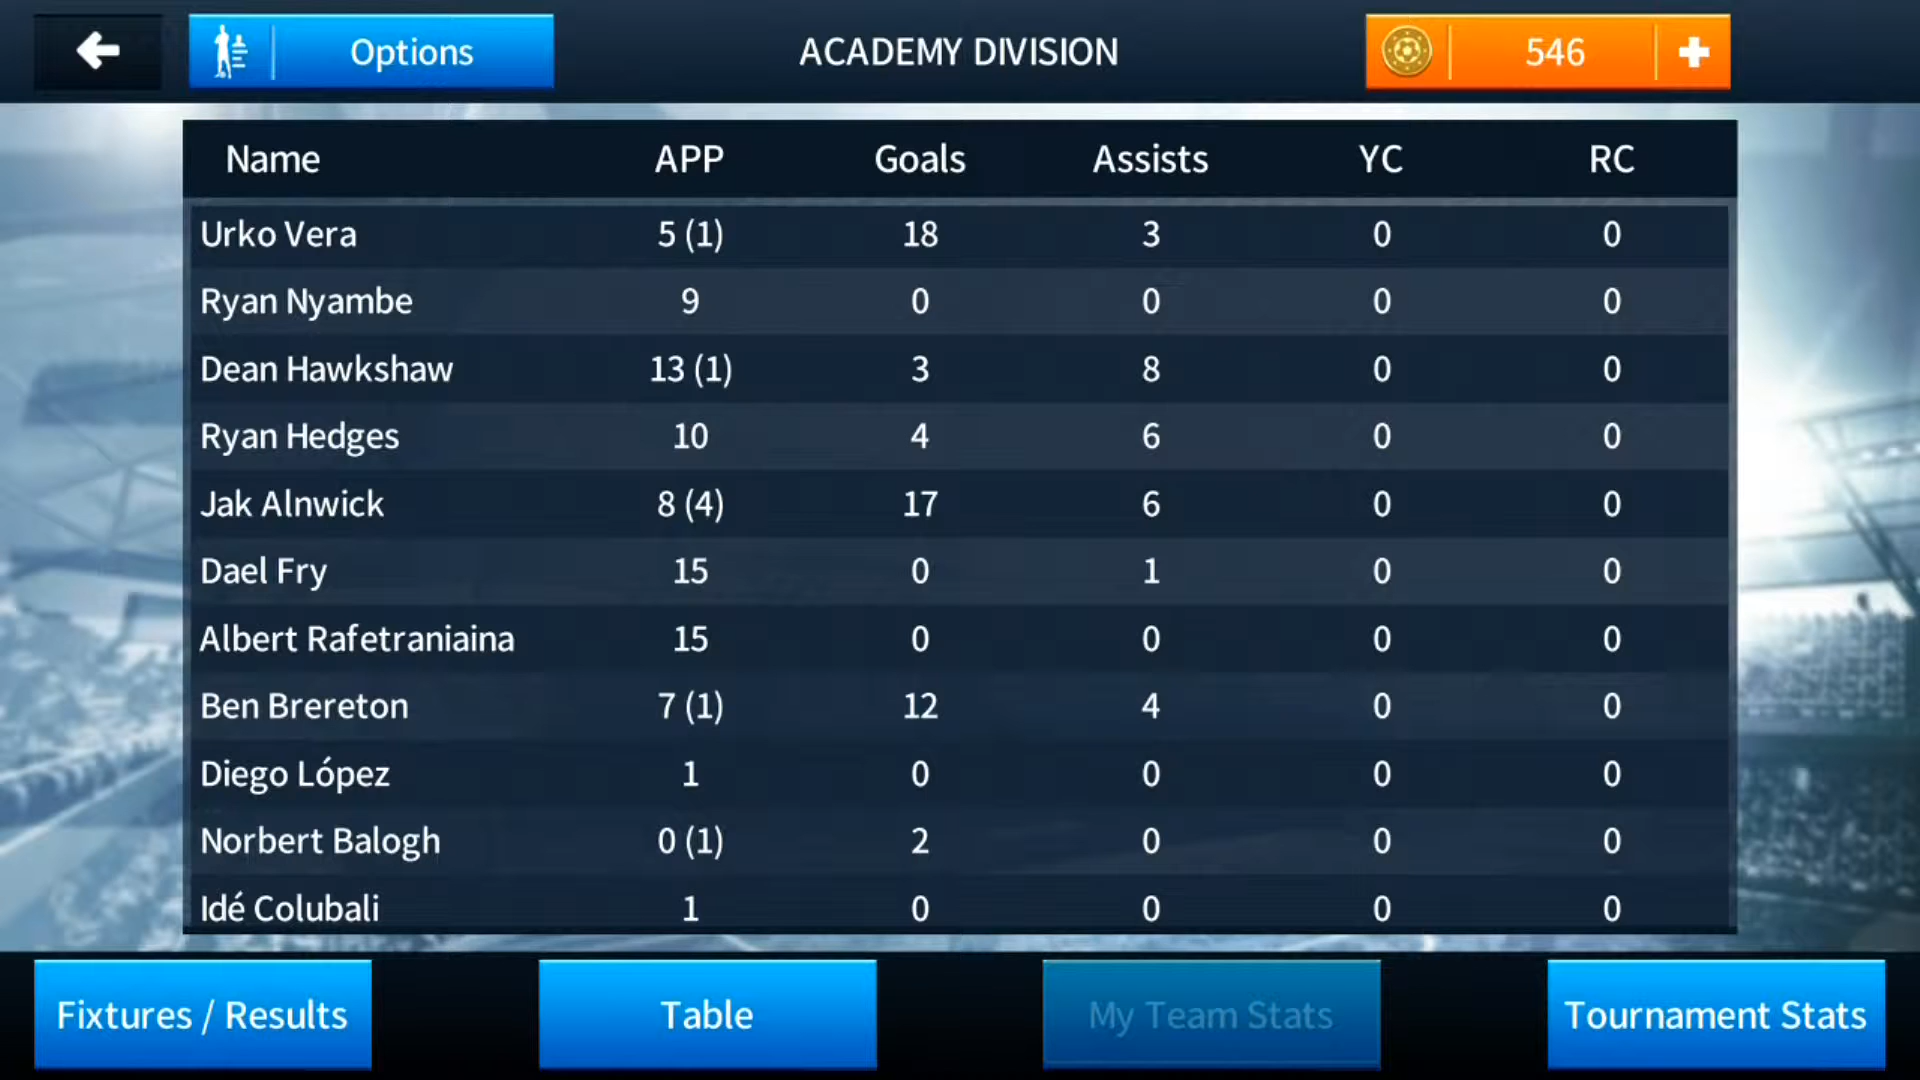 Options
ACADEMY DIVISION
546
Name APP Goals Assists YC RC
Urko Vera 5 (1) 18 3 0 0
Ryan Nyambe 9 0 0 0 0
Dean Hawkshaw 13 (1) 3 8 0 0
Ryan Hedges 10 4 6 0 0
Jak Alnwick 8 (4) 17 6 0 0
Dael Fry 15 0 1 0 0
Albert Rafetraniaina 15 0 0 0 0
Ben Brereton 7 (1) 12 4 0 0
Diego López 1 0 0 0 0
Norbert Balogh 0 (1) 2 0 0 0
Idé Colubali 1 0 0 0 0
Fixtures / Results Table My Team Stats Tournament Stats